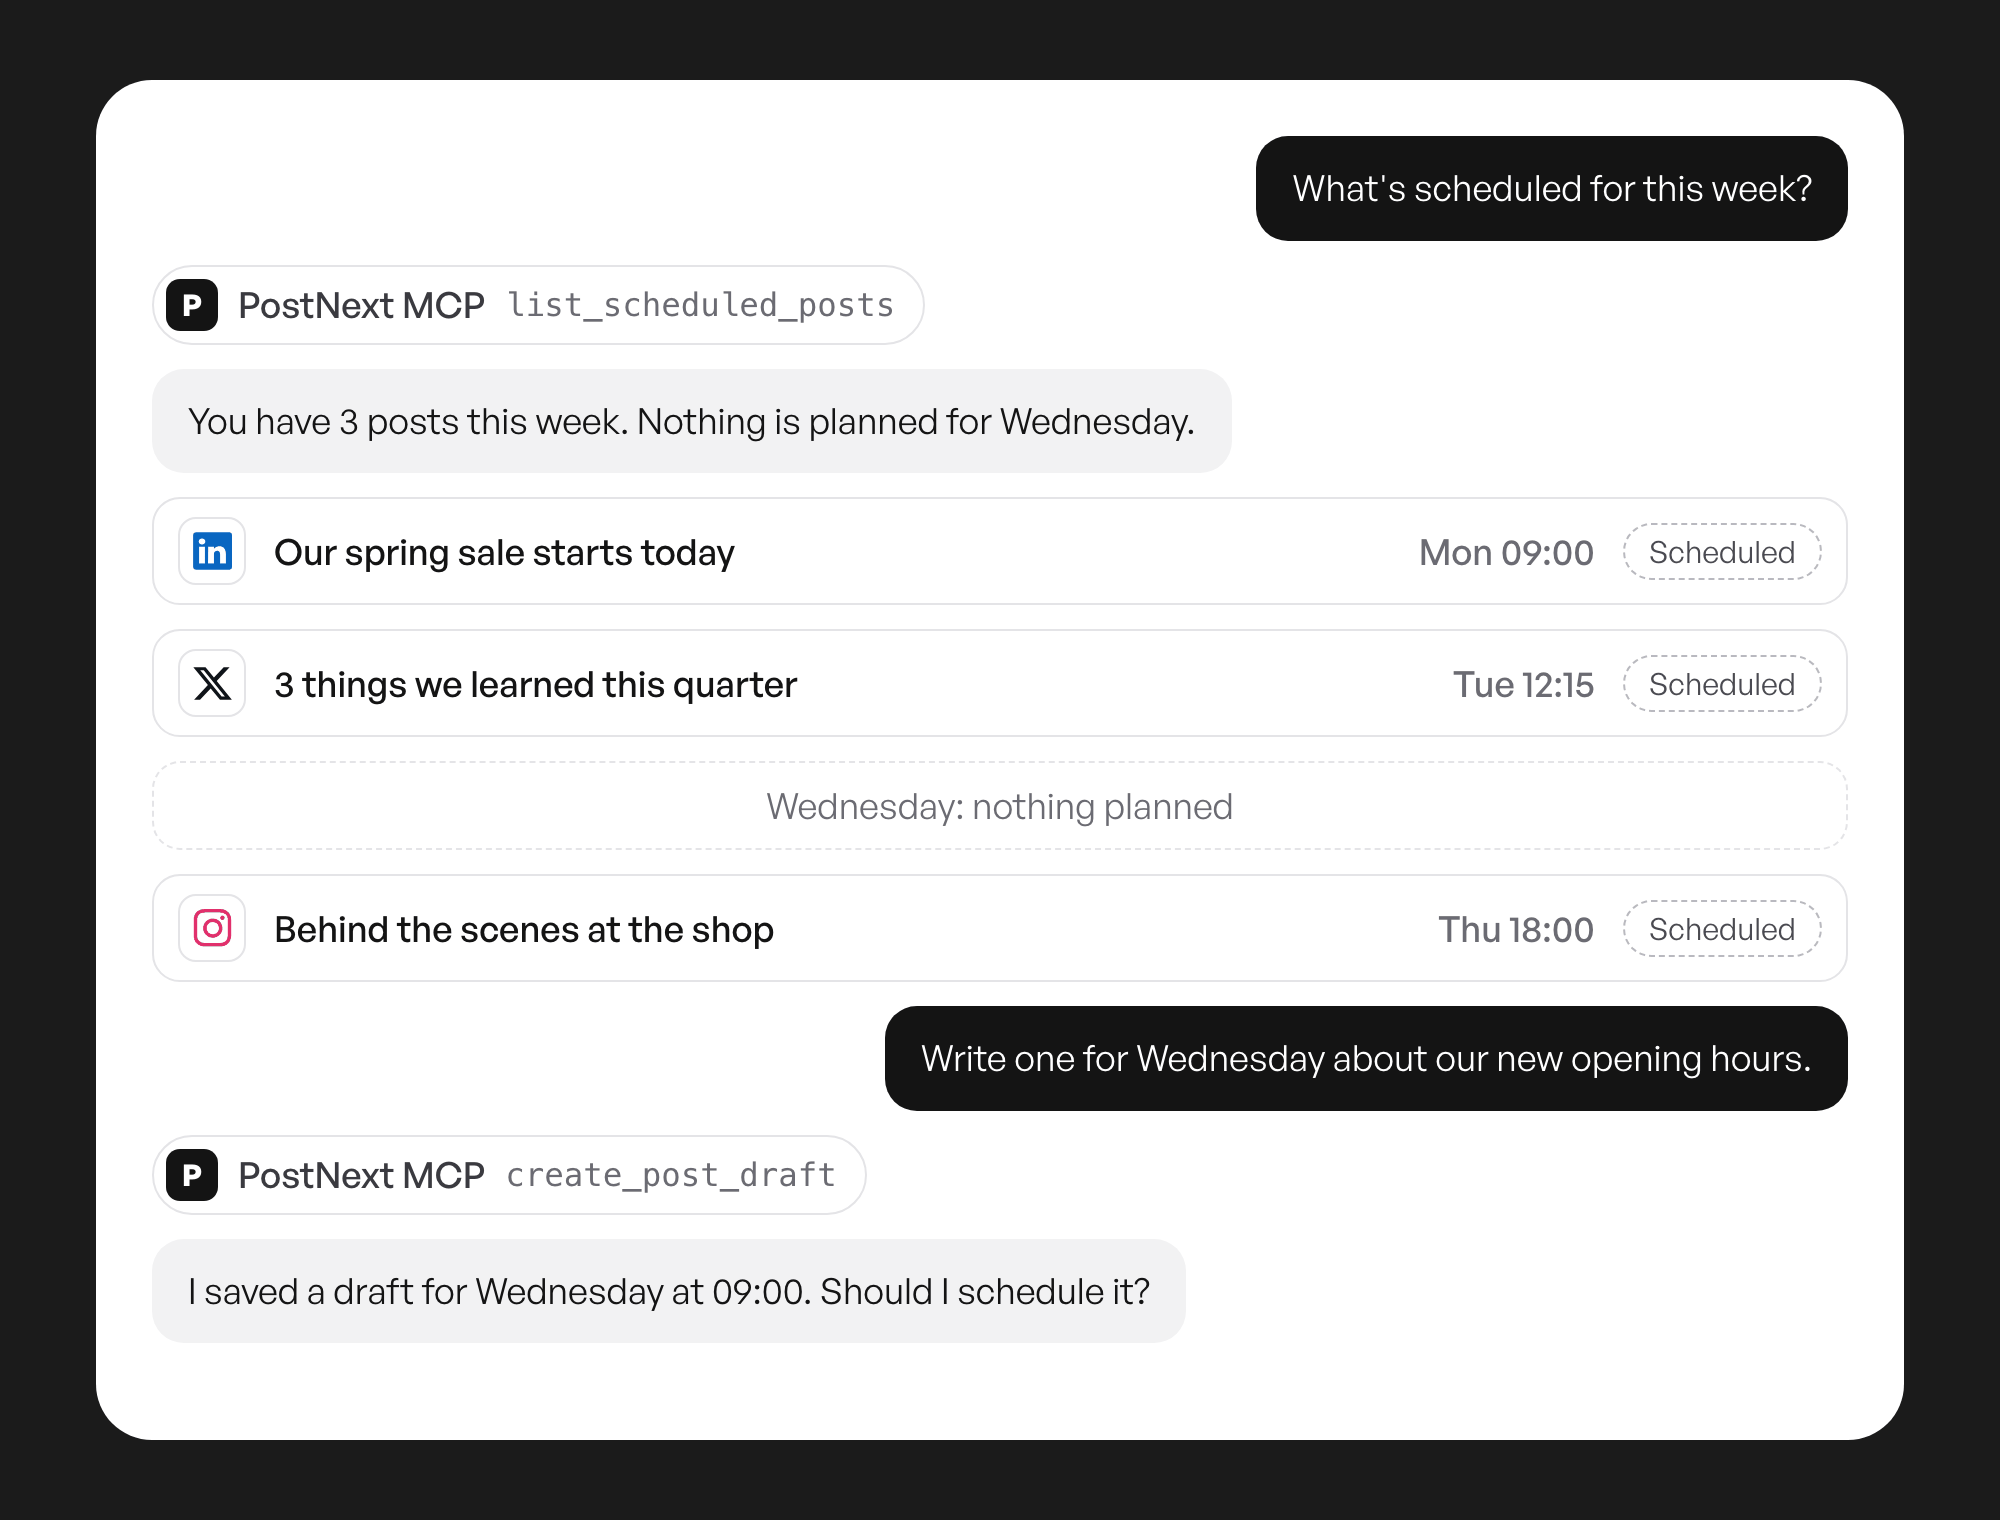 What's scheduled for this week?
P PostNext MCP list_scheduled_posts
You have 3 posts this week. Nothing is planned for Wednesday.
in Our spring sale starts today Mon 09:00 Scheduled
X 3 things we learned this quarter Tue 12:15 Scheduled
Wednesday: nothing planned
Behind the scenes at the shop Thu 18:00 Scheduled
Write one for Wednesday about our new opening hours.
P PostNext MCP create_post_draft
I saved a draft for Wednesday at 09:00. Should I schedule it?